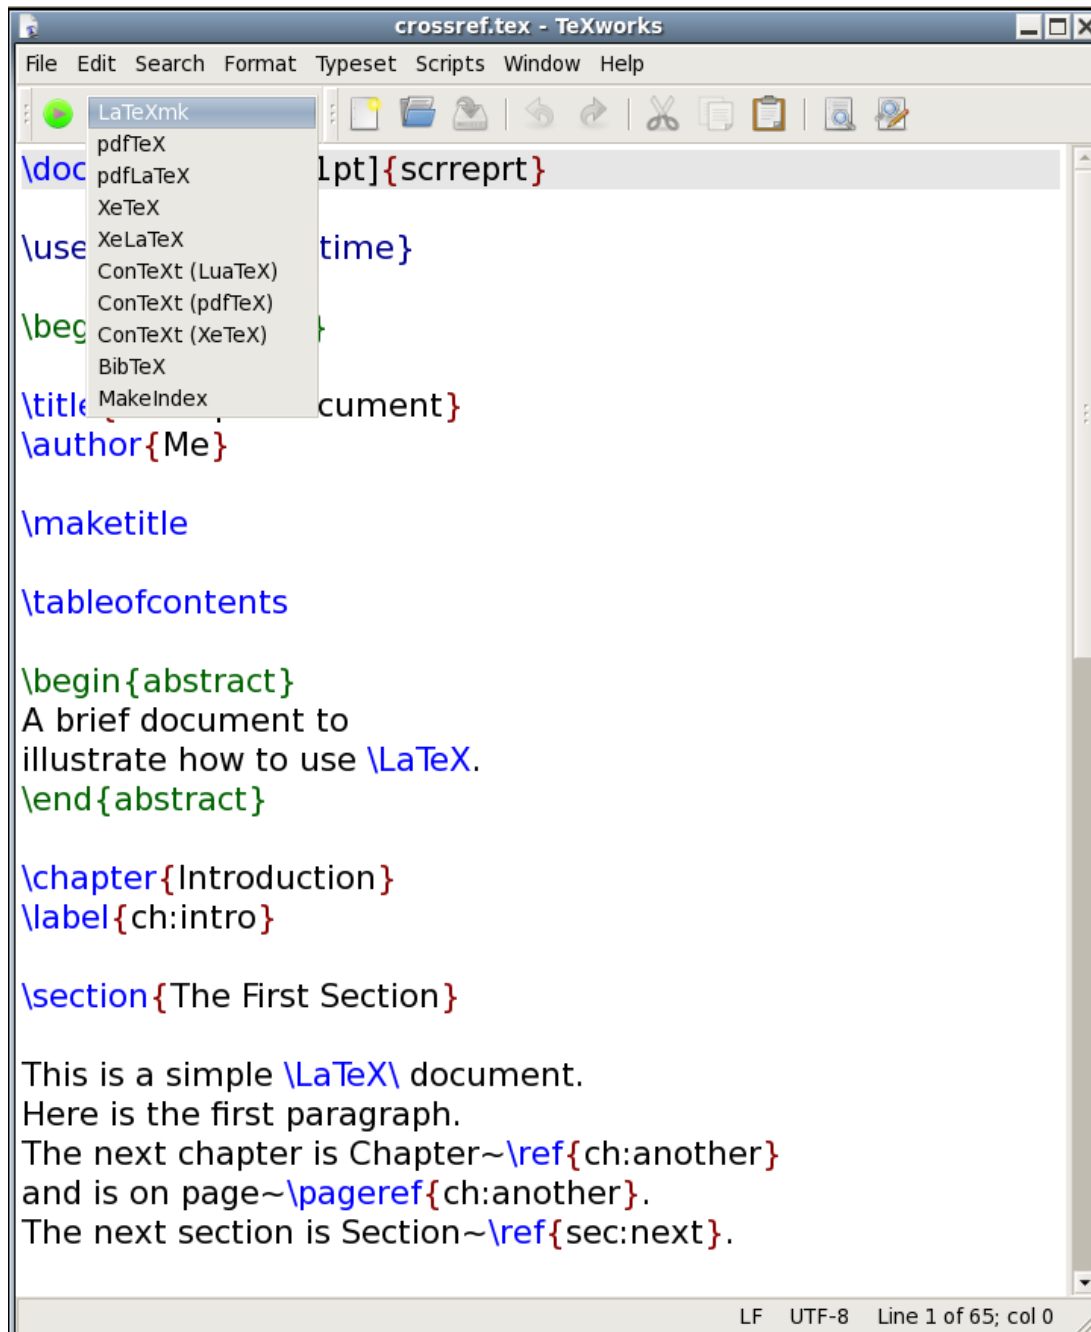 crossref.tex - TeXworks
File Edit Search Format Typeset Scripts Window Help
LaTeXmk
pdfTeX
pdfLaTeX
XeTeX
XeLaTeX
ConTeXt (LuaTeX)
ConTeXt (pdfTeX)
ConTeXt (XeTeX)
BibTeX
MakeIndex
\doc 1pt]{scrreprt}
\use time}
\beg }
\title cument}
\author{Me}
\maketitle
\tableofcontents
\begin{abstract}
A brief document to
illustrate how to use \LaTeX.
\end{abstract}
\chapter{Introduction}
\label{ch:intro}
\section{The First Section}
This is a simple \LaTeX\ document.
Here is the first paragraph.
The next chapter is Chapter~\ref{ch:another}
and is on page~\pageref{ch:another}.
The next section is Section~\ref{sec:next}.
LF UTF-8 Line 1 of 65; col 0